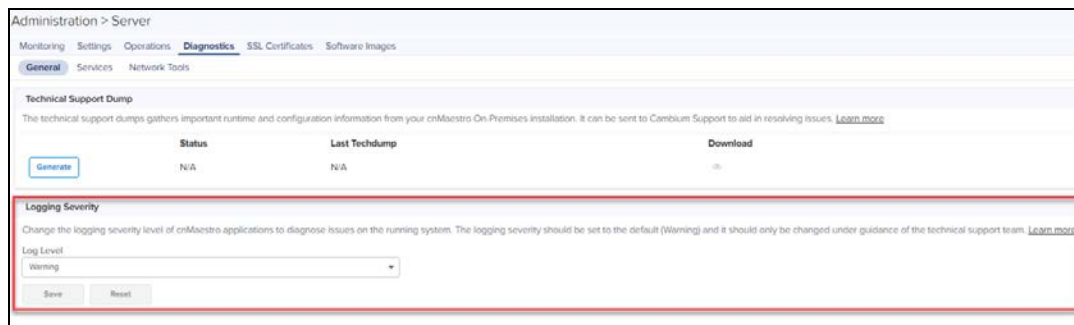 Administration > Server
Monitoring Settings Operations Diagnostics SSL Certificates Software Images
General Services Network Tools
Technical Support Dump
The technical support dumps gathers important runtime and configuration information from your cnMaestro On-Premises installation. It can be sent to Cambium Support to aid in resolving issues. Learn more
Status Last Techdump Download
Generate N/A N/A
Logging Severity
Change the logging severity level of cnMaestro applications to diagnose issues on the running system. The logging severity should be set to the default (Warning) and it should only be changed under guidance of the technical support team. Learn more
Log Level
Warning
Save Reset